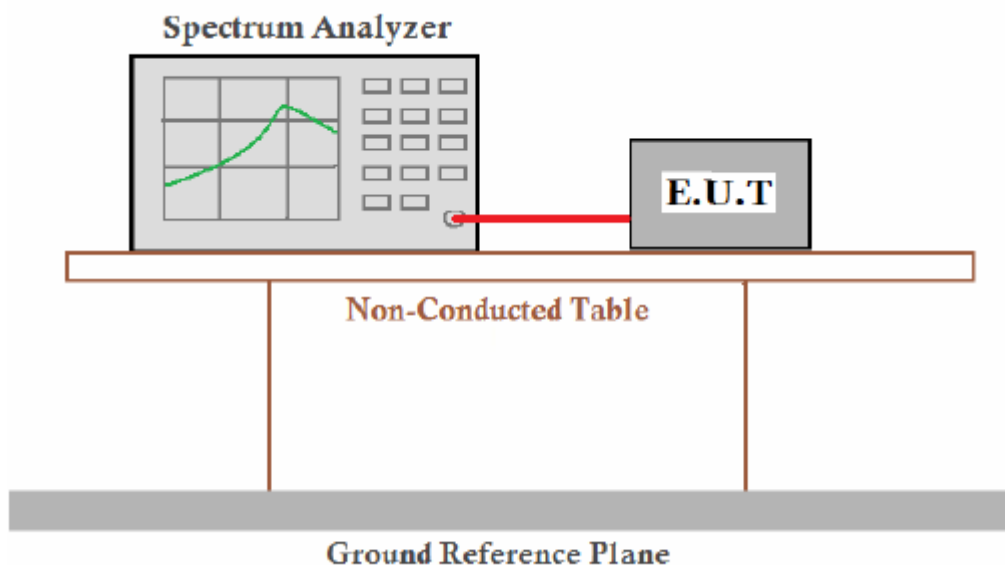 Spectrum Analyzer
E.U.T
Non-Conducted Table
Ground Reference Plane